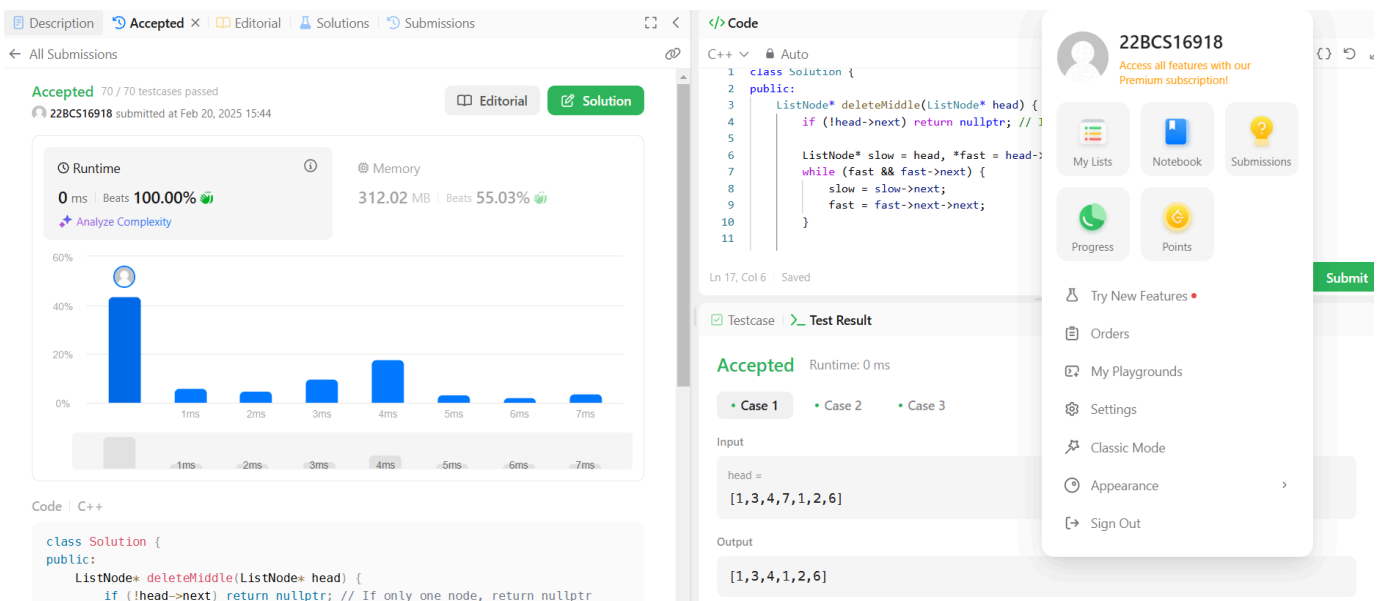 Description Accepted × Editorial Solutions Submissions
All Submissions
Accepted 70 / 70 testcases passed
22BCS16918 submitted at Feb 20, 2025 15:44
Editorial
Solution
Runtime
0 ms Beats 100.00%
Analyze Complexity
Memory
312.02 MB Beats 55.03%
60%
40%
20%
0%
1ms 2ms 3ms 4ms 5ms 6ms 7ms
1ms 2ms 3ms 4ms 5ms 6ms 7ms
Code C++
class Solution {
public:
ListNode* deleteMiddle(ListNode* head) {
if (!head->next) return nullptr; // If only one node, return nullptr
</> Code
C++ Auto
1 class Solution {
2 public:
3 ListNode* deleteMiddle(ListNode* head) {
4 if (!head->next) return nullptr; //
5
6 ListNode* slow = head, *fast = head->
7 while (fast && fast->next) {
8 slow = slow->next;
9 fast = fast->next->next;
10 }
11
Ln 17, Col 6 Saved
Submit
Testcase >_ Test Result
Accepted Runtime: 0 ms
• Case 1 • Case 2 • Case 3
Input
head =
[1,3,4,7,1,2,6]
Output
[1,3,4,1,2,6]
22BCS16918
Access all features with our
Premium subscription!
My Lists Notebook Submissions
Progress Points
Try New Features
Orders
My Playgrounds
Settings
Classic Mode
Appearance
Sign Out